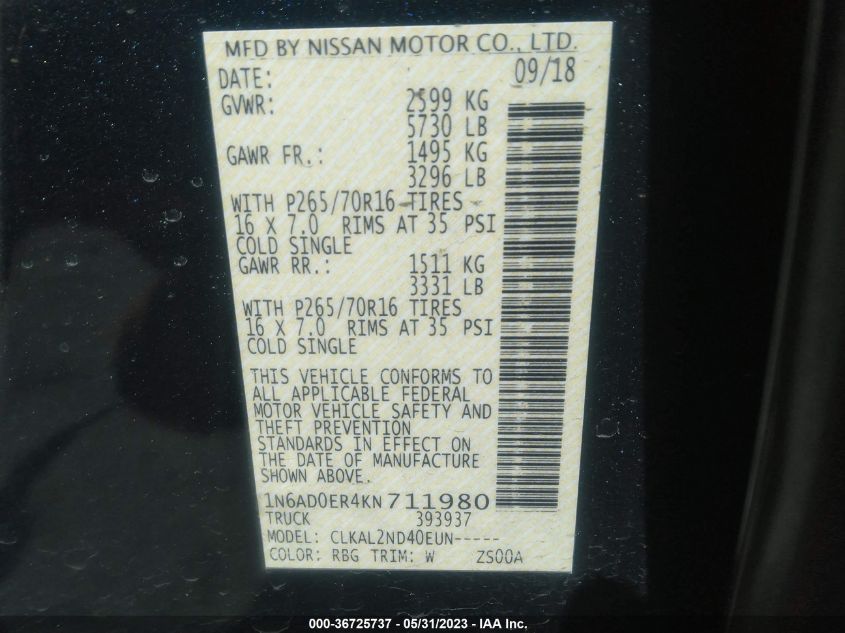 MFD BY NISSAN MOTOR CO., LTD.
DATE: 09/18
GVWR: 2599 KG
5730 LB
GAWR FR.: 1495 KG
3296 LB
WITH P265/70R16 TIRES
16 X 7.0 RIMS AT 35 PSI
COLD SINGLE
GAWR RR.: 1511 KG
3331 LB
WITH P265/70R16 TIRES
16 X 7.0 RIMS AT 35 PSI
COLD SINGLE
THIS VEHICLE CONFORMS TO
ALL APPLICABLE FEDERAL
MOTOR VEHICLE SAFETY AND
THEFT PREVENTION
STANDARDS IN EFFECT ON
THE DATE OF MANUFACTURE
SHOWN ABOVE.
1N6AD0ER4KN711980
TRUCK 393937
MODEL: CLKAL2ND40EUN-----
COLOR: RBG TRIM: W ZS00A
000-36725737 - 05/31/2023 - IAA Inc.